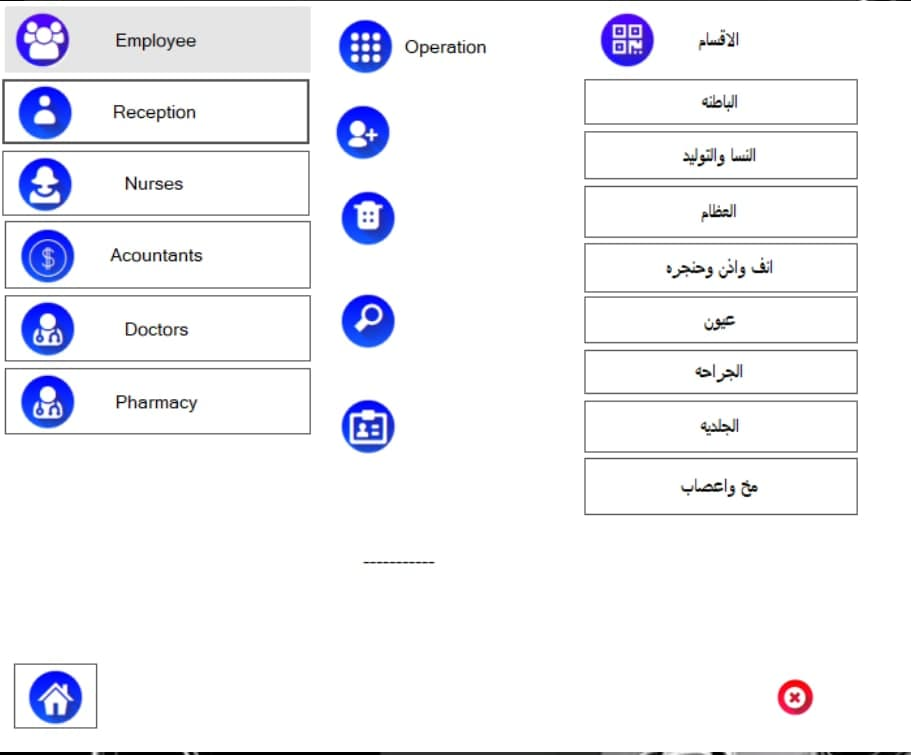 Employee
Reception
Nurses
Acountants
Doctors
Pharmacy
Operation
الاقسام
الباطنه
النسا والتوليد
العظام
انف واذن وحنجره
عيون
الجراحه
الجلديه
مخ واعصاب
-----------